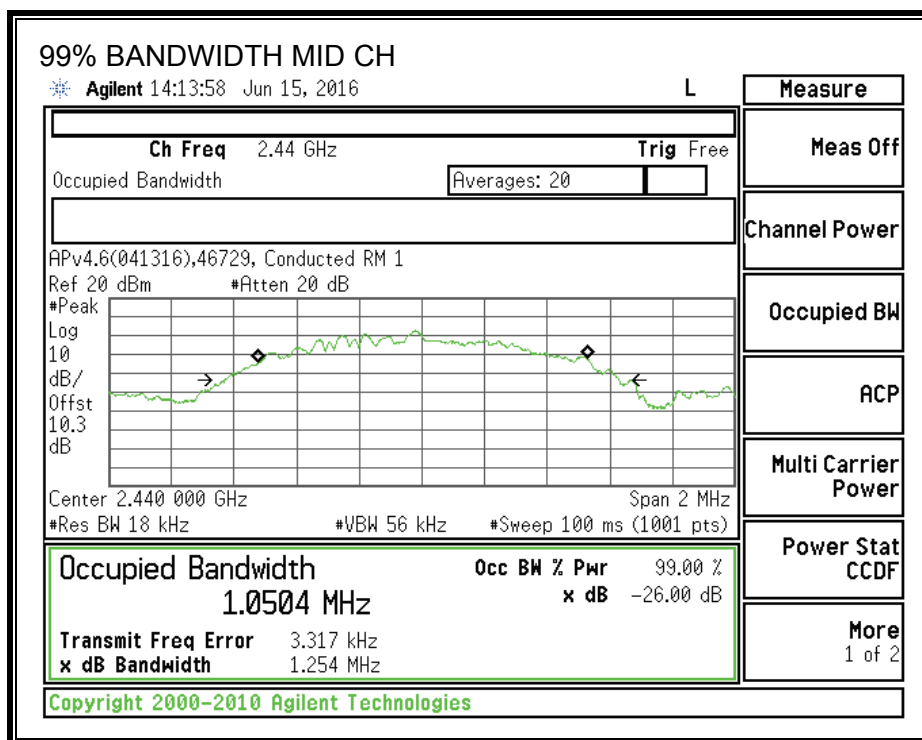 99% BANDWIDTH MID CH
Agilent 14:13:58 Jun 15, 2016 L
Measure
Ch Freq 2.44 GHz Trig Free
Meas Off
Occupied Bandwidth Averages: 20
Channel Power
APv4.6(041316),46729, Conducted RM 1
Ref 20 dBm #Atten 20 dB
#Peak
Log
10
dB/
Offst
10.3
dB
Occupied BW
ACP
Multi Carrier
Power
Center 2.440 000 GHz Span 2 MHz
#Res BW 18 kHz #VBW 56 kHz #Sweep 100 ms (1001 pts)
Power Stat
CCDF
Occupied Bandwidth Occ BW % Pwr 99.00 %
1.0504 MHz x dB -26.00 dB
Transmit Freq Error 3.317 kHz
x dB Bandwidth 1.254 MHz
More
1 of 2
Copyright 2000-2010 Agilent Technologies